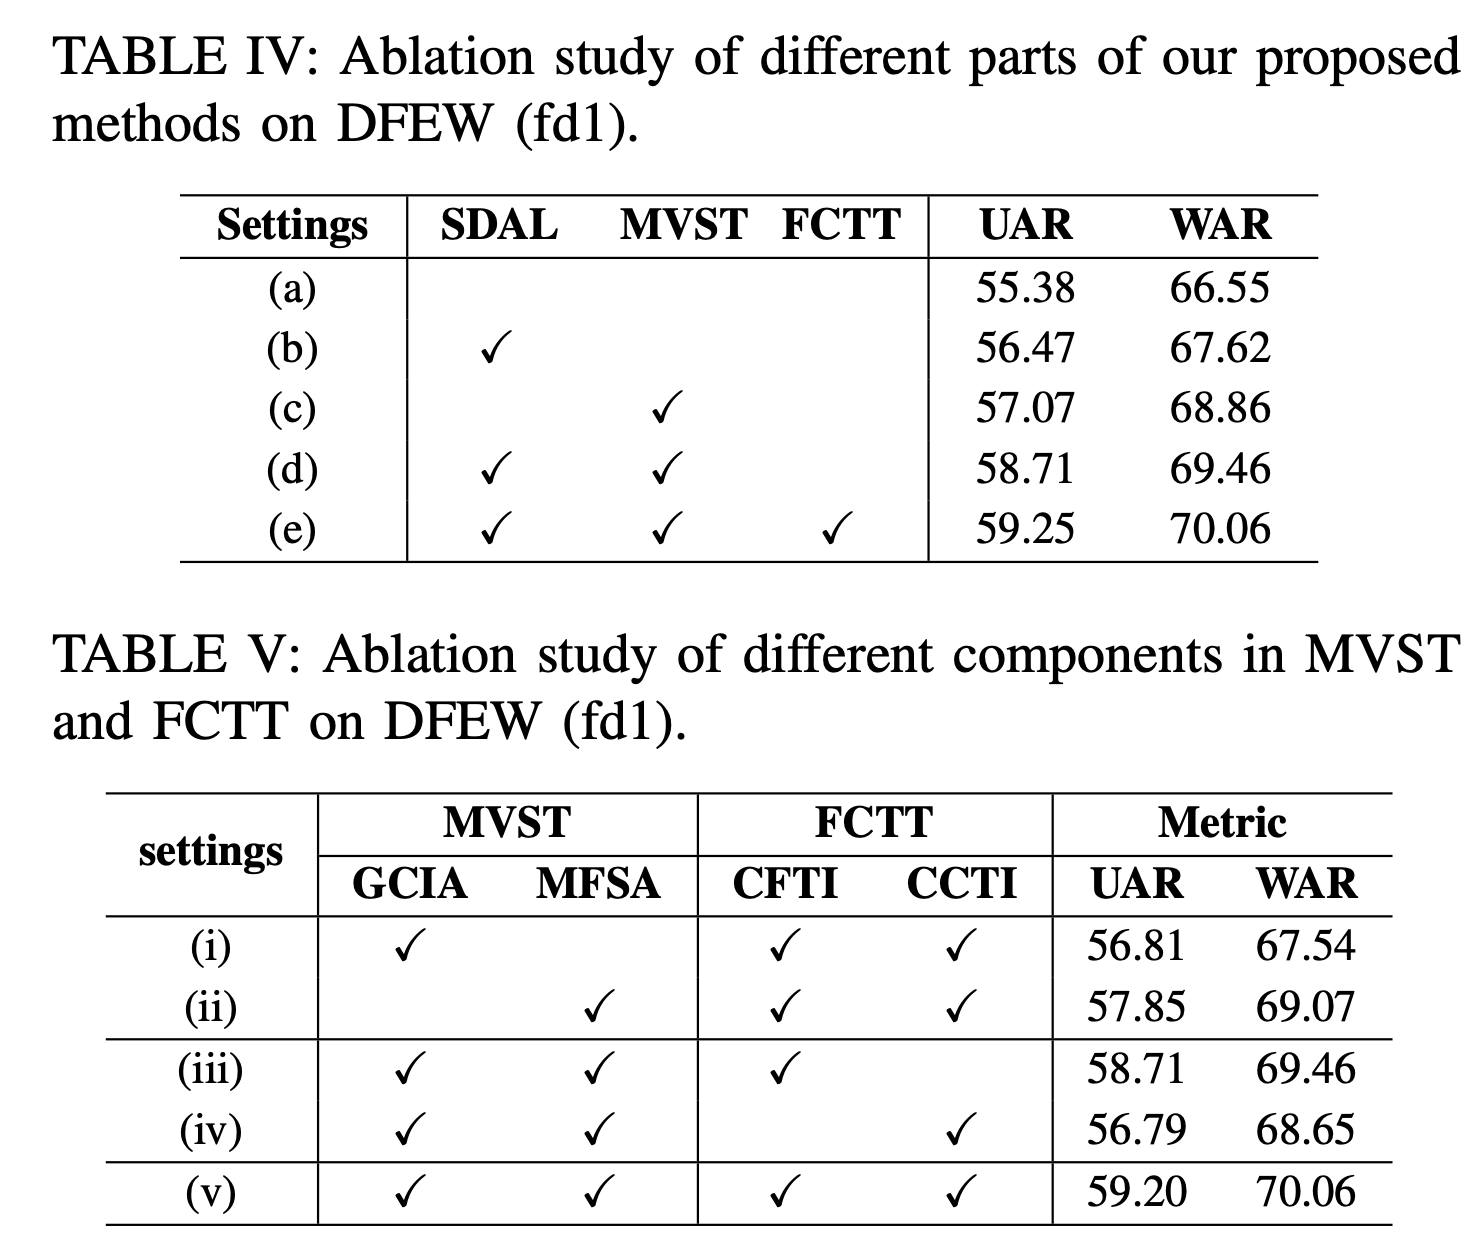 TABLE IV: Ablation study of different parts of our proposed
methods on DFEW (fd1).
Settings SDAL MVST FCTT UAR WAR
(a) 55.38 66.55
(b) ✓ 56.47 67.62
(c) ✓ 57.07 68.86
(d) ✓ ✓ 58.71 69.46
(e) ✓ ✓ ✓ 59.25 70.06
TABLE V: Ablation study of different components in MVST
and FCTT on DFEW (fd1).
settings MVST FCTT Metric
GCIA MFSA CFTI CCTI UAR WAR
(i) ✓ ✓ ✓ 56.81 67.54
(ii) ✓ ✓ ✓ 57.85 69.07
(iii) ✓ ✓ ✓ 58.71 69.46
(iv) ✓ ✓ ✓ 56.79 68.65
(v) ✓ ✓ ✓ ✓ 59.20 70.06